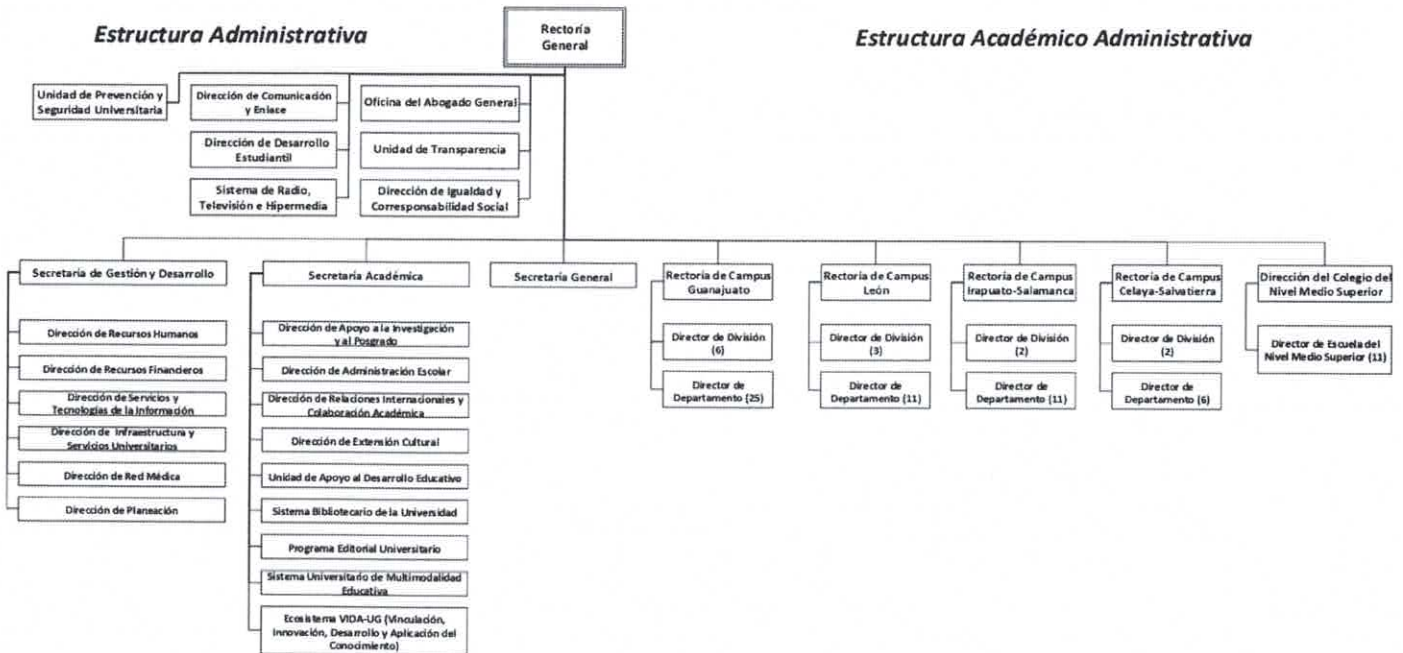 Estructura Administrativa
Rectoría
General
Estructura Académico Administrativa
Unidad de Prevención y
Seguridad Universitaria
Dirección de Comunicación
y Enlace
Oficina del Abogado General
Dirección de Desarrollo
Estudiantil
Unidad de Transparencia
Sistema de Radio,
Televisión e Hipermedia
Dirección de Igualdad y
Corresponsabilidad Social
Secretaría de Gestión y Desarrollo
Dirección de Recursos Humanos
Dirección de Recursos Financieros
Dirección de Servicios y
Tecnologías de la Información
Dirección de Infraestructura y
Servicios Universitarios
Dirección de Red Médica
Dirección de Planeación
Secretaría Académica
Dirección de Apoyo a la Investigación
y al Posgrado
Dirección de Administración Escolar
Dirección de Relaciones Internacionales y
Colaboración Académica
Dirección de Extensión Cultural
Unidad de Apoyo al Desarrollo Educativo
Sistema Bibliotecario de la Universidad
Programa Editorial Universitario
Sistema Universitario de Multimodalidad
Educativa
Ecosistema VIDA-UG (Vinculación,
Innovación, Desarrollo y Aplicación del
Conocimiento)
Secretaría General
Rectoría de Campus
Guanajuato
Director de División
(6)
Director de
Departamento (25)
Rectoría de Campus
León
Director de División
(3)
Director de
Departamento (11)
Rectoría de Campus
Irapuato-Salamanca
Director de División
(2)
Director de
Departamento (11)
Rectoría de Campus
Celaya-Salvatierra
Director de División
(2)
Director de
Departamento (6)
Dirección del Colegio del
Nivel Medio Superior
Director de Escuela del
Nivel Medio Superior (11)